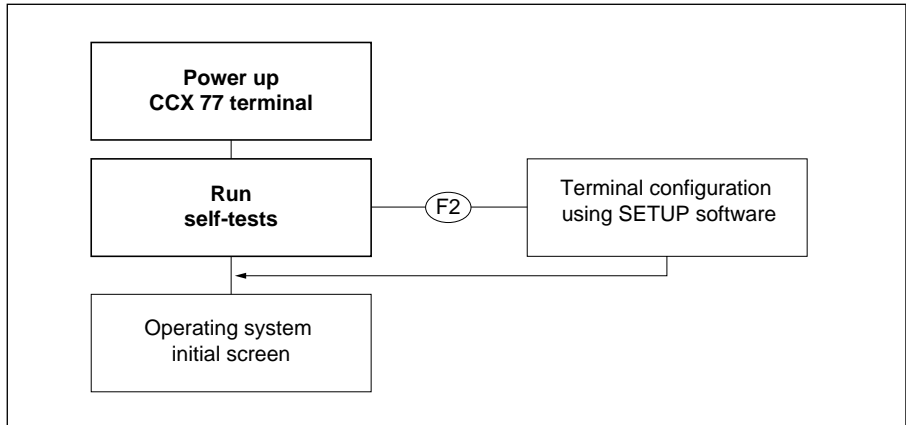 Power up
CCX 77 terminal
Run
self-tests
F2
Terminal configuration
using SETUP software
Operating system
initial screen